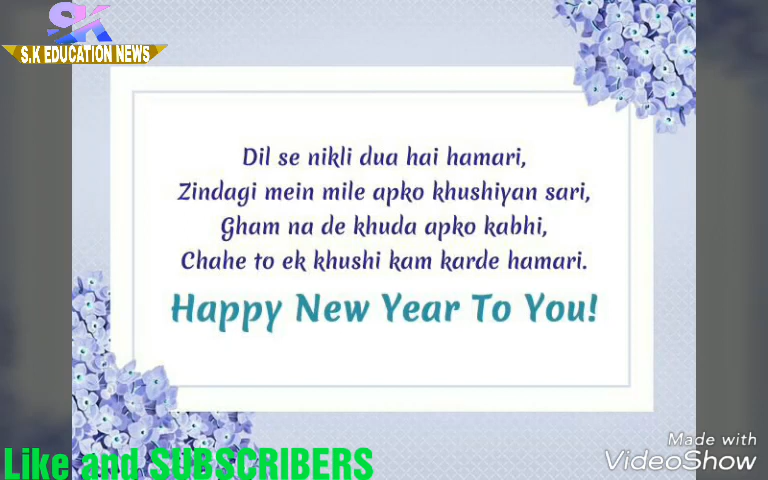 SK
S.K EDUCATION NEWS
Dil se nikli dua hai hamari,
Zindagi mein mile apko khushiyan sari,
Gham na de khuda apko kabhi,
Chahe to ek khushi kam karde hamari.
Happy New Year To You!
Like and SUBSCRIBERS
Made with
VideoShow